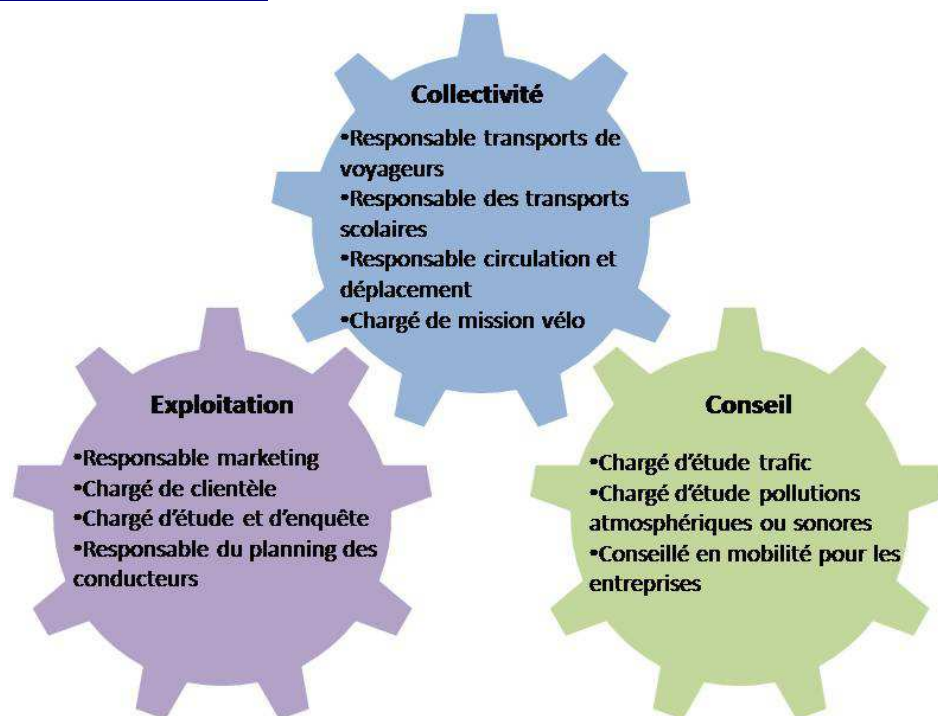 Collectivité
•Responsable transports de
voyageurs
•Responsable des transports
scolaires
•Responsable circulation et
déplacement
•Chargé de mission vélo
Exploitation
•Responsable marketing
•Chargé de clientèle
•Chargé d'étude et d'enquête
•Responsable du planning des
conducteurs
Conseil
•Chargé d'étude trafic
•Chargé d'étude pollutions
atmosphériques ou sonores
•Conseillé en mobilité pour les
entreprises